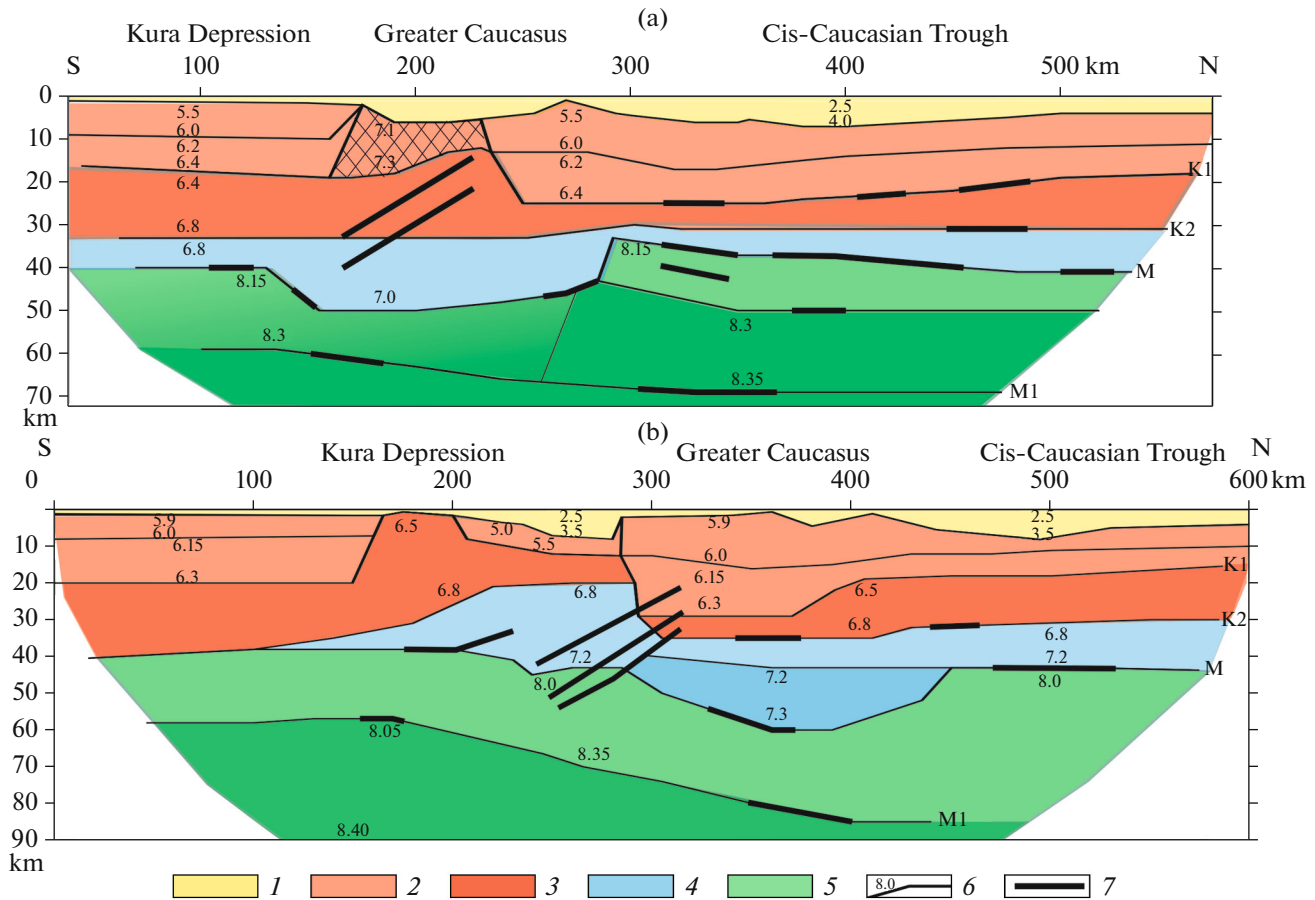 (a)
Kura Depression Greater Caucasus Cis-Caucasian Trough
S 100 200 300 400 500 km N
0
10
20
30
40
50
60
70
km
5.5 7.1 5.5 2.5
4.0
6.0 6.0
6.2 7.3 6.2
6.4 6.4 K1
6.4
6.8 K2
6.8 8.15 M
8.15 7.0
8.3 8.3
8.35 M1
(b)
S Kura Depression Greater Caucasus Cis-Caucasian Trough N
0 100 200 300 400 500 600 km
10
20
30
40
50
60
70
80
90
km
5.9 6.5 5.0 2.5 5.9 2.5
6.0 3.5 3.5
6.15 5.5 6.0
6.3 6.8 6.8 6.15 6.5 K1
6.3
6.8 K2
6.8
7.2 7.2 M
8.0 7.2 8.0
7.3
8.05
8.35
M1
8.40
1 2 3 4 5 8.0 6 7